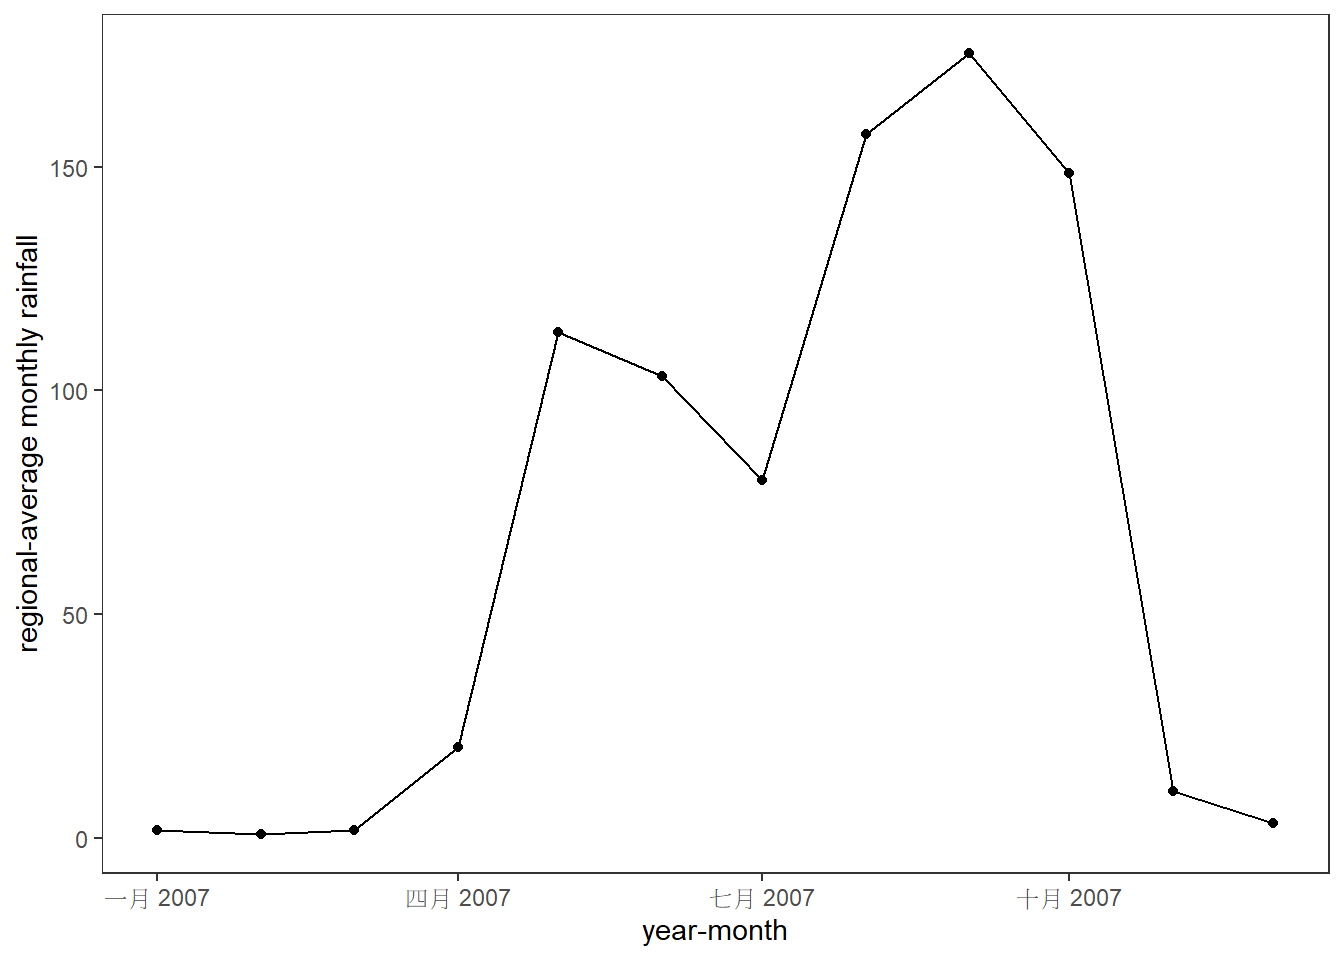 regional-average monthly rainfall
150
100
50
0
一月 2007 四月 2007 七月 2007 十月 2007
year-month